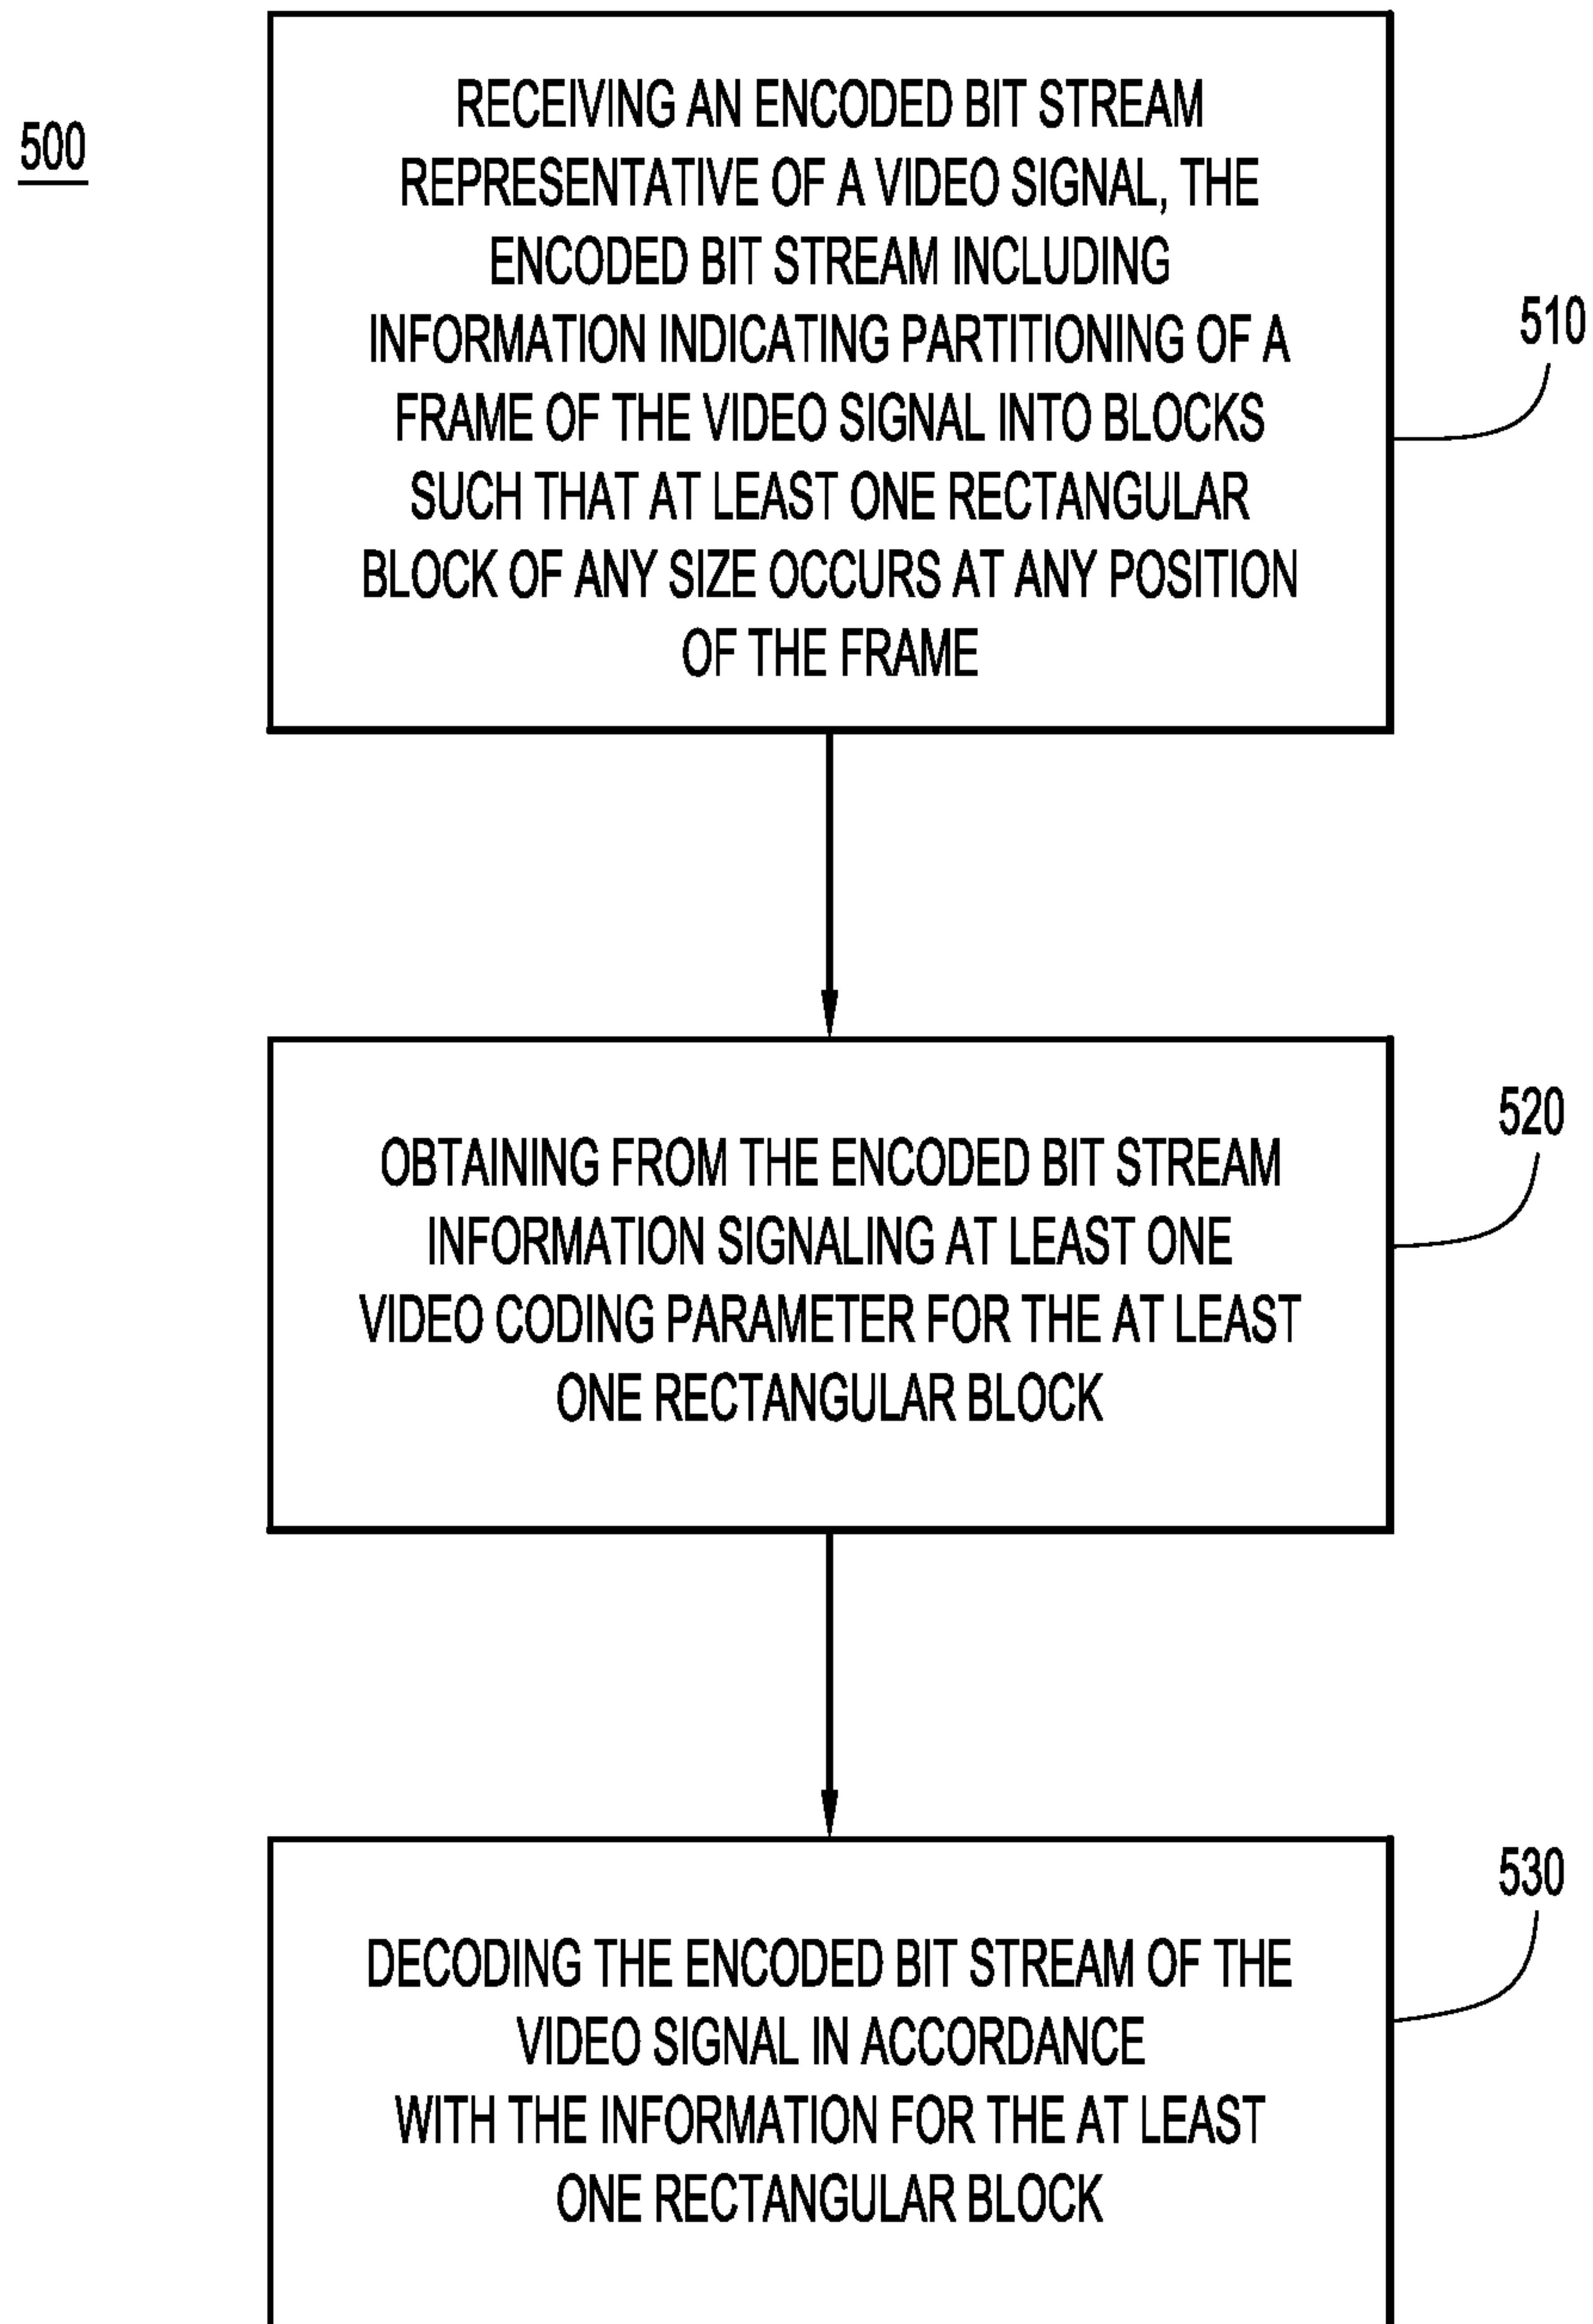 500
RECEIVING AN ENCODED BIT STREAM
REPRESENTATIVE OF A VIDEO SIGNAL, THE
ENCODED BIT STREAM INCLUDING
INFORMATION INDICATING PARTITIONING OF A
FRAME OF THE VIDEO SIGNAL INTO BLOCKS
SUCH THAT AT LEAST ONE RECTANGULAR
BLOCK OF ANY SIZE OCCURS AT ANY POSITION
OF THE FRAME
510
OBTAINING FROM THE ENCODED BIT STREAM
INFORMATION SIGNALING AT LEAST ONE
VIDEO CODING PARAMETER FOR THE AT LEAST
ONE RECTANGULAR BLOCK
520
DECODING THE ENCODED BIT STREAM OF THE
VIDEO SIGNAL IN ACCORDANCE
WITH THE INFORMATION FOR THE AT LEAST
ONE RECTANGULAR BLOCK
530